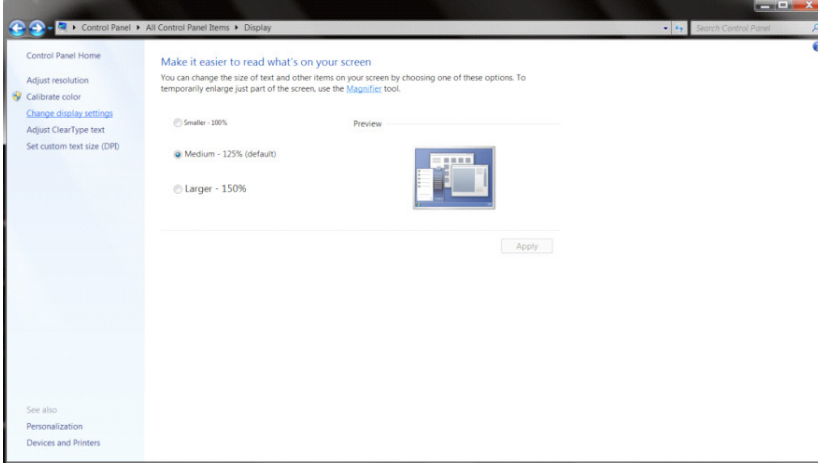 Control Panel ▸ All Control Panel Items ▸ Display
Search Control Panel
Control Panel Home
Adjust resolution
Calibrate color
Change display settings
Adjust ClearType text
Set custom text size (DPI)
Make it easier to read what's on your screen
You can change the size of text and other items on your screen by choosing one of these options. To
temporarily enlarge just part of the screen, use the Magnifier tool.
Smaller - 100%
Preview
Medium - 125% (default)
Larger - 150%
Apply
See also
Personalization
Devices and Printers